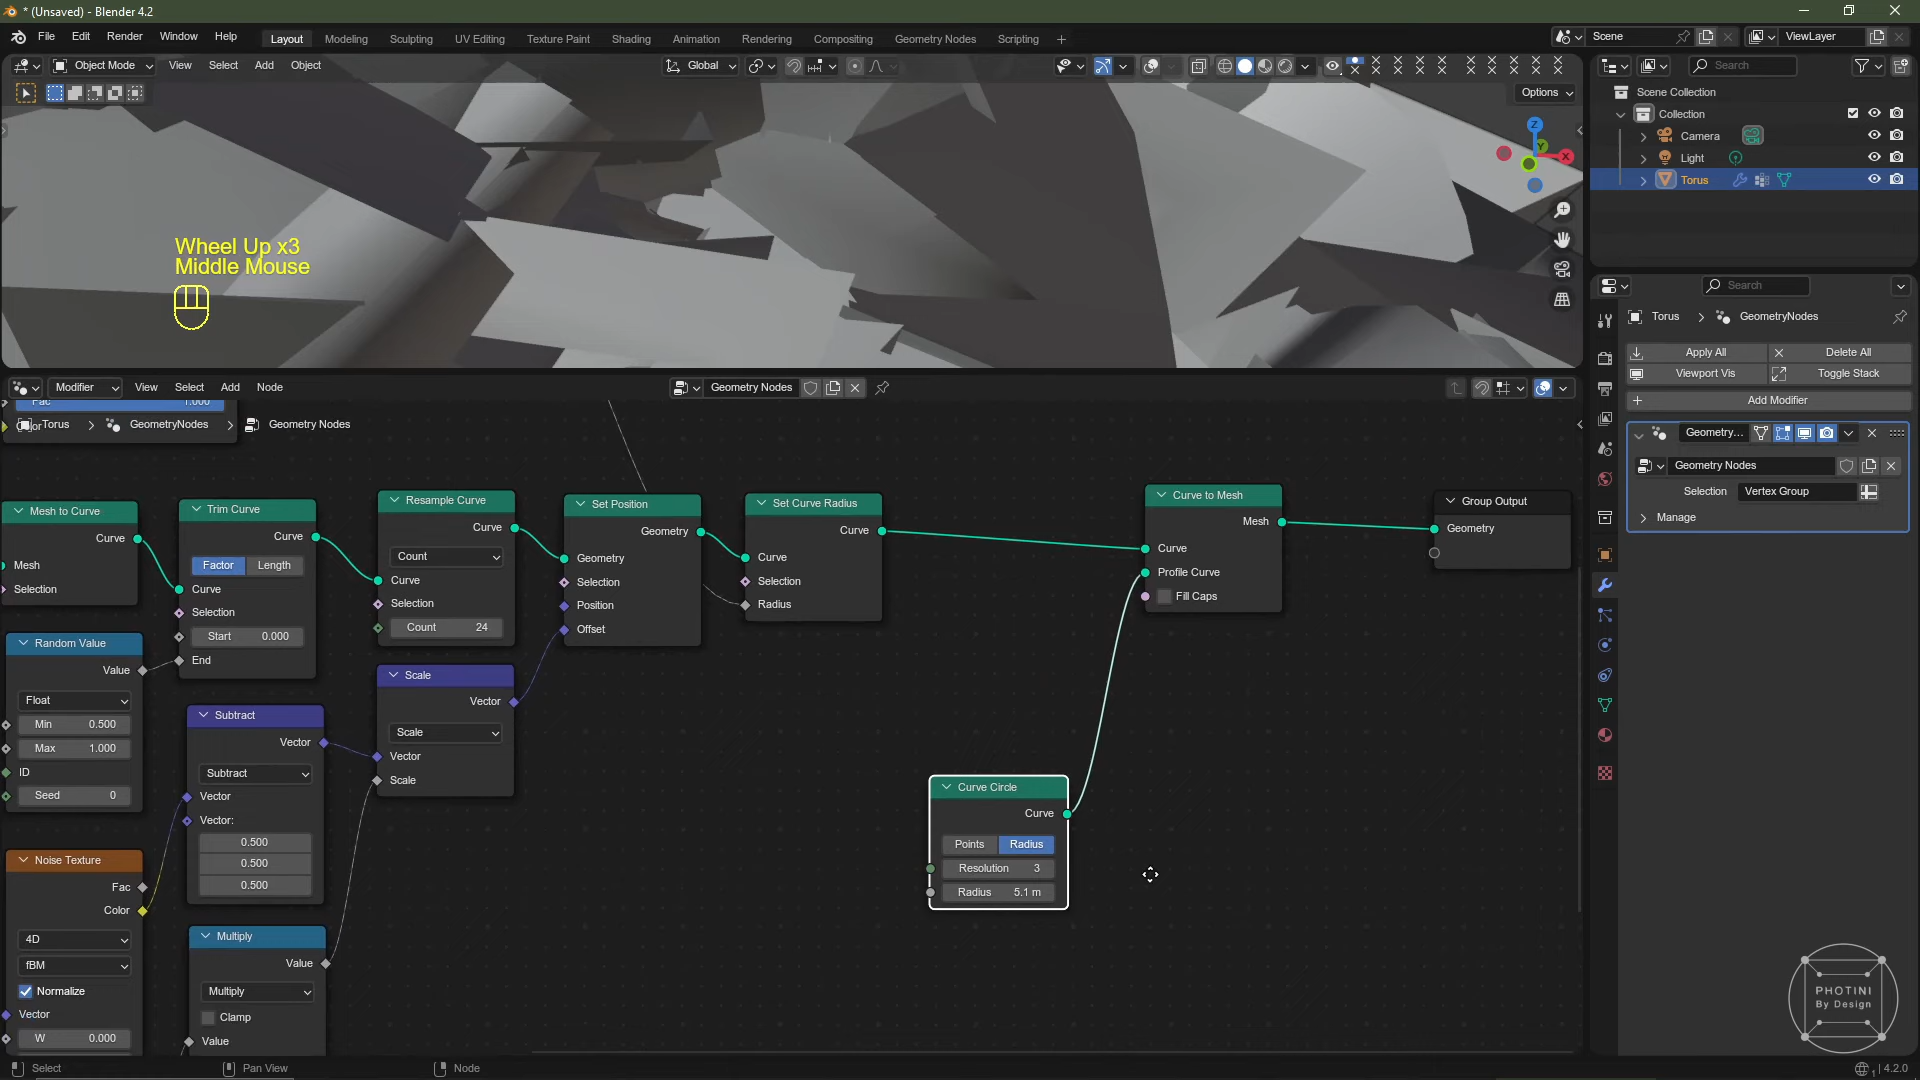 * (Unsaved) - Blender 4.2
File Edit Render Window Help
Layout Modeling Sculpting UV Editing Texture Paint Shading Animation Rendering Compositing Geometry Nodes Scripting +
Scene
ViewLayer
Object Mode View Select Add Object
Global
Options
Search
Scene Collection
Collection
Camera
Light
Torus
Z
Y
X
Wheel Up x3
Middle Mouse
Search
Torus > GeometryNodes
Apply All Delete All
Viewport Vis Toggle Stack
Add Modifier
Geometry...
Geometry Nodes
Selection Vertex Group
Manage
Modifier View Select Add Node
Geometry Nodes
Fac 1.000
Color
Torus > GeometryNodes > Geometry Nodes
Mesh to Curve
Curve
Mesh
Selection
Trim Curve
Curve
Factor Length
Curve
Selection
Start 0.000
End
Resample Curve
Curve
Count
Curve
Selection
Count 24
Set Position
Geometry
Geometry
Selection
Position
Offset
Set Curve Radius
Curve
Curve
Selection
Radius
Curve to Mesh
Mesh
Curve
Profile Curve
Fill Caps
Group Output
Geometry
Random Value
Value
Float
Min 0.500
Max 1.000
ID
Seed 0
Subtract
Vector
Subtract
Vector
Vector:
0.500
0.500
0.500
Scale
Vector
Scale
Vector
Scale
Curve Circle
Curve
Points Radius
Resolution 3
Radius 5.1 m
Noise Texture
Fac
Color
4D
fBM
Normalize
Vector
W 0.000
Multiply
Value
Multiply
Clamp
Value
PHOTINI
By Design
Select Pan View Node
4.2.0